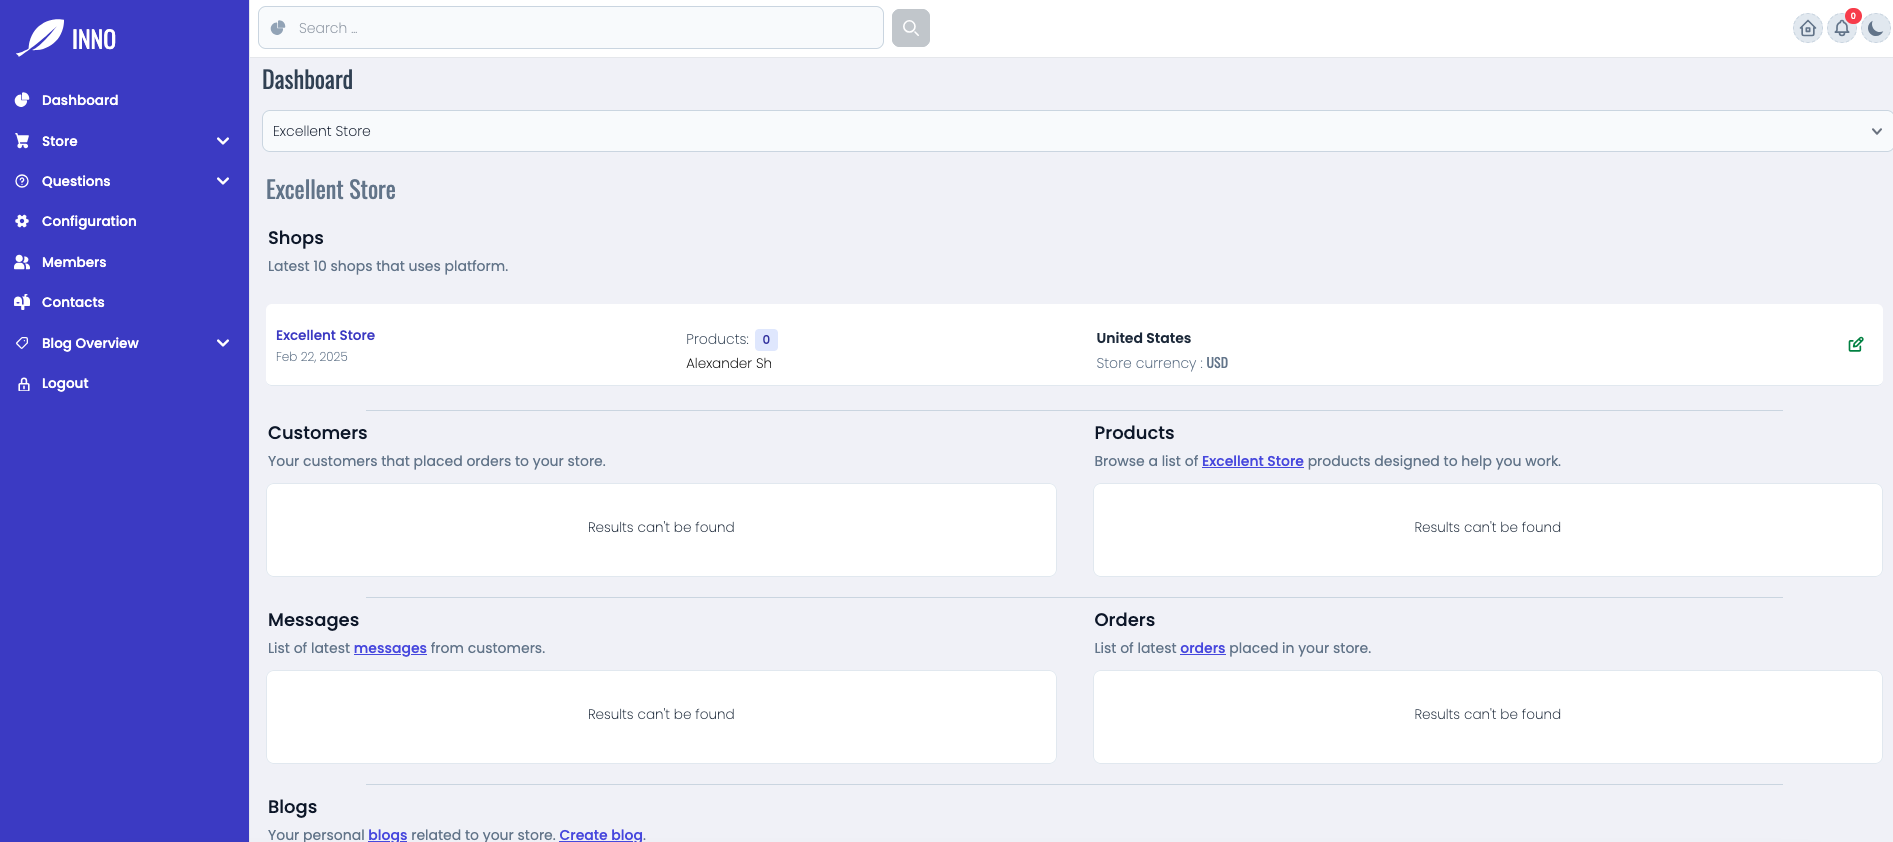 INNO
Dashboard
Store
Questions
Configuration
Members
Contacts
Blog Overview
Logout
Search ...
0
Dashboard
Excellent Store
Excellent Store
Shops
Latest 10 shops that uses platform.
Excellent Store
Feb 22, 2025
Products: 0
Alexander Sh
United States
Store currency : USD
Customers
Your customers that placed orders to your store.
Results can't be found
Products
Browse a list of Excellent Store products designed to help you work.
Results can't be found
Messages
List of latest messages from customers.
Results can't be found
Orders
List of latest orders placed in your store.
Results can't be found
Blogs
Your personal blogs related to your store. Create blog.